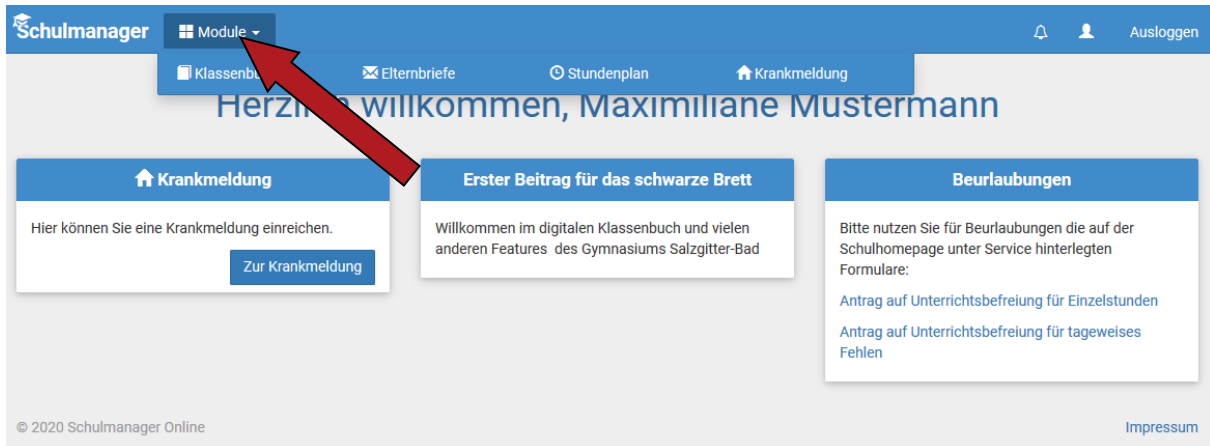 Schulmanager Module Ausloggen
Elternbriefe Stundenplan Krankmeldung
willkommen, Maximiliane Mustermann
Krankmeldung
Hier können Sie eine Krankmeldung einreichen.
Zur Krankmeldung
Erster Beitrag für das schwarze Brett
Willkommen im digitalen Klassenbuch und vielen
anderen Features des Gymnasiums Salzgitter-Bad
Beurlaubungen
Bitte nutzen Sie für Beurlaubungen die auf der
Schulhomepage unter Service hinterlegten
Formulare:
Antrag auf Unterrichtsbefreiung für Einzelstunden
Antrag auf Unterrichtsbefreiung für tageweises
Fehlen
© 2020 Schulmanager Online
Impressum